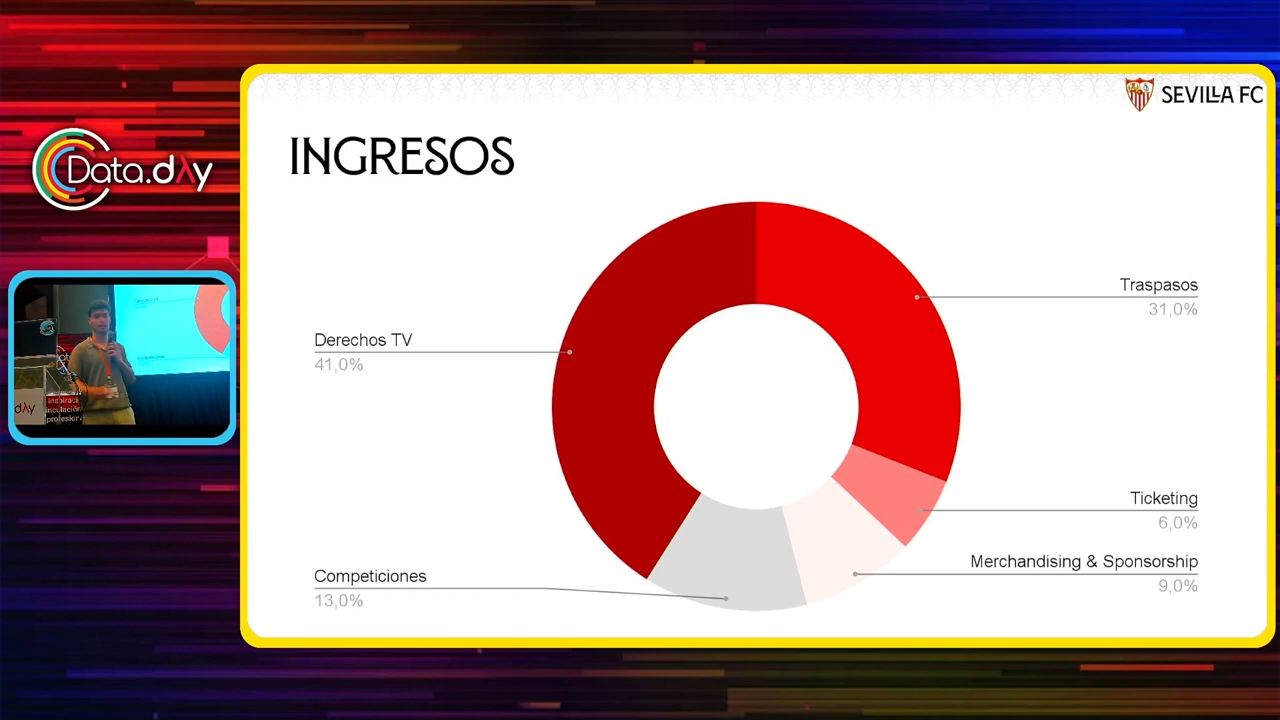 SEVILLA FC
Data.dAy
INGRESOS
Traspasos
31,0%
Derechos TV
41,0%
Ticketing
6,0%
Merchandising & Sponsorship
9,0%
Competiciones
13,0%
dAy